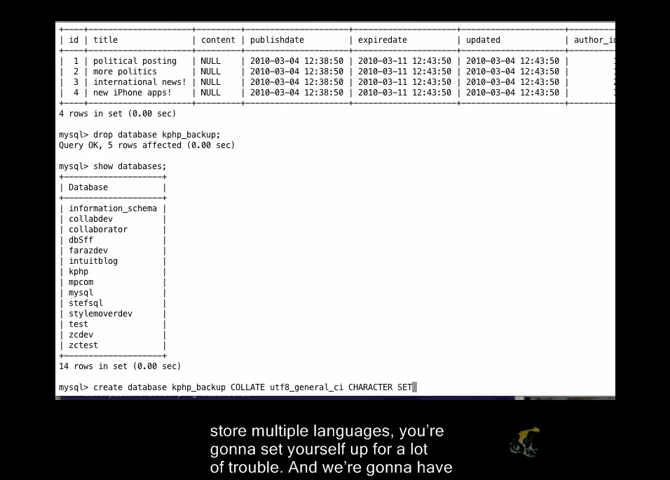 | id | title | content | publishdate | expiredate | updated | author_i
| 1 | political posting | NULL | 2010-03-04 12:38:50 | 2010-03-11 12:43:50 | 2010-03-04 12:43:50 |
| 2 | more politics | NULL | 2010-03-04 12:38:50 | 2010-03-11 12:43:50 | 2010-03-04 12:43:50 |
| 3 | international news! | NULL | 2010-03-04 12:38:50 | 2010-03-11 12:43:50 | 2010-03-04 12:43:50 |
| 4 | new iPhone apps! | NULL | 2010-03-04 12:38:50 | 2010-03-11 12:43:50 | 2010-03-04 12:43:50 |
4 rows in set (0.00 sec)
mysql> drop database kphp_backup;
Query OK, 5 rows affected (0.00 sec)
mysql> show databases;
+--------------------+
| Database |
+--------------------+
| information_schema |
| collabdev |
| collaborator |
| db5ff |
| farazdev |
| intuitblog |
| kphp |
| mpcom |
| mysql |
| stefsql |
| stylemoverdev |
| test |
| zcdev |
| zctest |
+--------------------+
14 rows in set (0.00 sec)
mysql> create database kphp_backup COLLATE utf8_general_ci CHARACTER SET
store multiple languages, you're
gonna set yourself up for a lot
of trouble. And we're gonna have